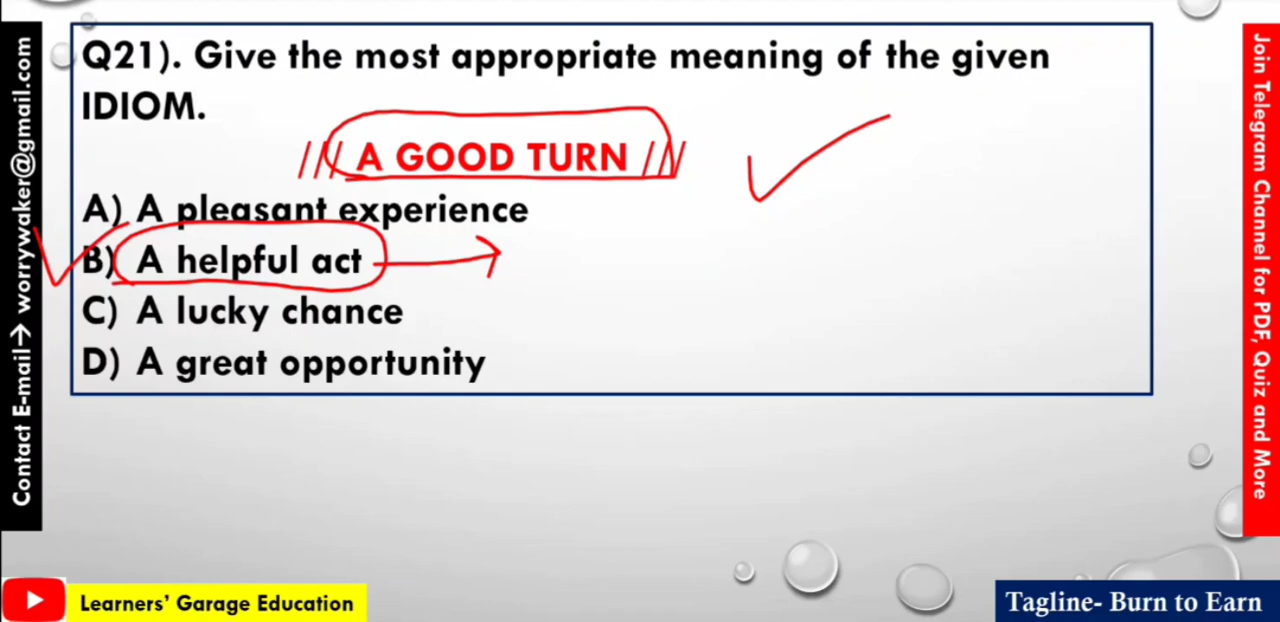 Q21). Give the most appropriate meaning of the given
IDIOM.
/// A GOOD TURN ///
A) A pleasant experience
B) A helpful act
C) A lucky chance
D) A great opportunity
Contact E-mail→ worrywaker@gmail.com
Join Telegram Channel for PDF, Quiz and More
Learners’ Garage Education
Tagline- Burn to Earn